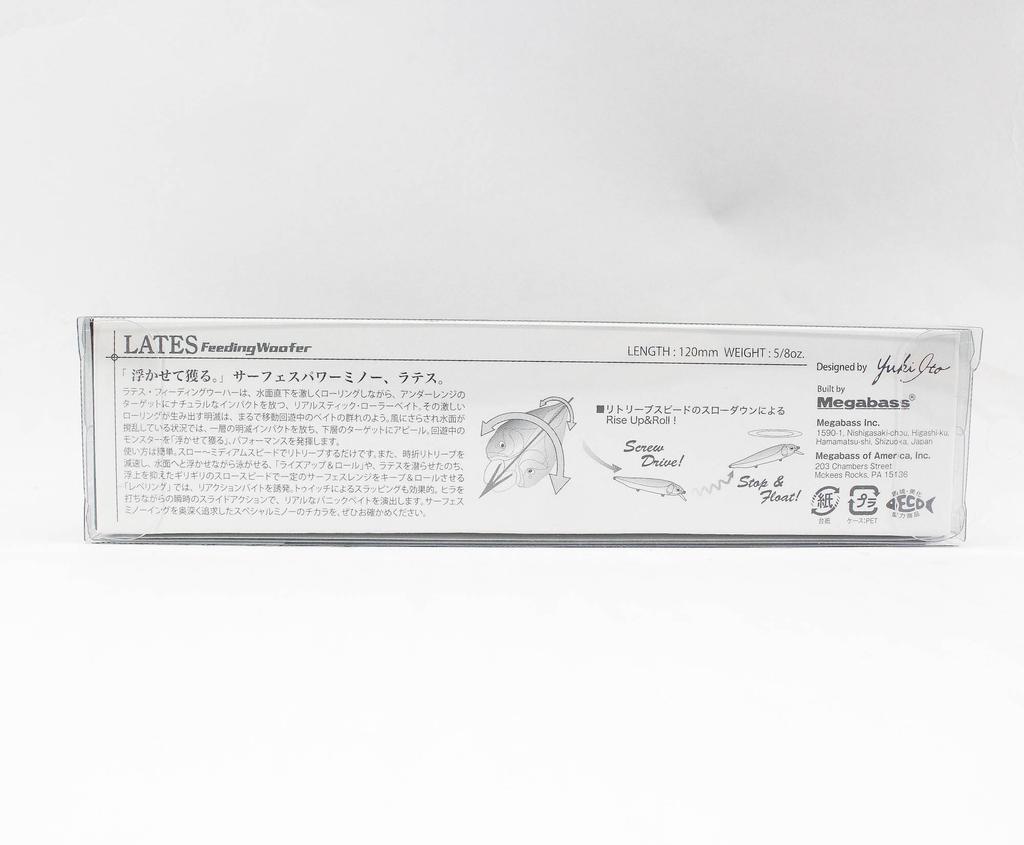 LATES FeedingWoofer
LENGTH : 120mm WEIGHT : 5/8oz.
「浮かせて獲る。」サーフェスパワーミノー、ラテス。
ラテス・フィーディングウーハーは、水面直下を激しくローリングしながら、アンダーレンジの
ターゲットにナチュラルなインパクトを放つ、リアルスティック・ローラーベイト。その激しい
ローリングが生み出す明滅は、まるで移動回遊中のベイトの群れのよう。風にさらされ水面が
撹乱している状況では、一層の明滅インパクトを放ち、下層のターゲットにアピール。回遊中の
モンスターを「浮かせて獲る」、パフォーマンスを発揮します。
使い方は簡単。スロー〜ミディアムスピードでリトリーブするだけです。また、時折リトリーブを
減速し、水面へと浮かせながら泳がせる、「ライズアップ&ロール」や、ラテスを潜らせたのち、
浮上を抑えたギリギリのスロースピードで一定のサーフェスレンジをキープ&ロールさせる
「レベリング」では、リアクションバイトを誘発。トゥイッチによるスラッピングも効果的。ヒラを
打ちながらの瞬時のスライドアクションで、リアルなパニックベイトを演出します。サーフェス
ミノーイングを奥深く追求したスペシャルミノーのチカラを、ぜひお確かめください。
■リトリーブスピードのスローダウンによる
Rise Up&Roll !
Screw
Drive!
Stop &
Float!
Designed by Yuki Ito
Built by
Megabass®
Megabass Inc.
1590-1, Nishigasaki-chou, Higashi-ku,
Hamamatsu-shi, Shizuoka, Japan
Megabass of America, Inc.
203 Chambers Street
Mckees Rocks, PA 15136
紙
台紙
プラ
ケース:PET
ECO
協力商品